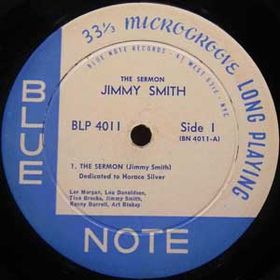 33⅓ MICROGROOVE LONG PLAYING
BLUE NOTE RECORDS • 47 WEST 63rd, NYC
THE SERMON
JIMMY SMITH
BLP 4011
Side 1
(BN 4011-A)
1. THE SERMON (Jimmy Smith)
Dedicated to Horace Silver
Lee Morgan, Lou Donaldson,
Tina Brooks, Jimmy Smith,
Kenny Burrell, Art Blakey
BLUE
NOTE